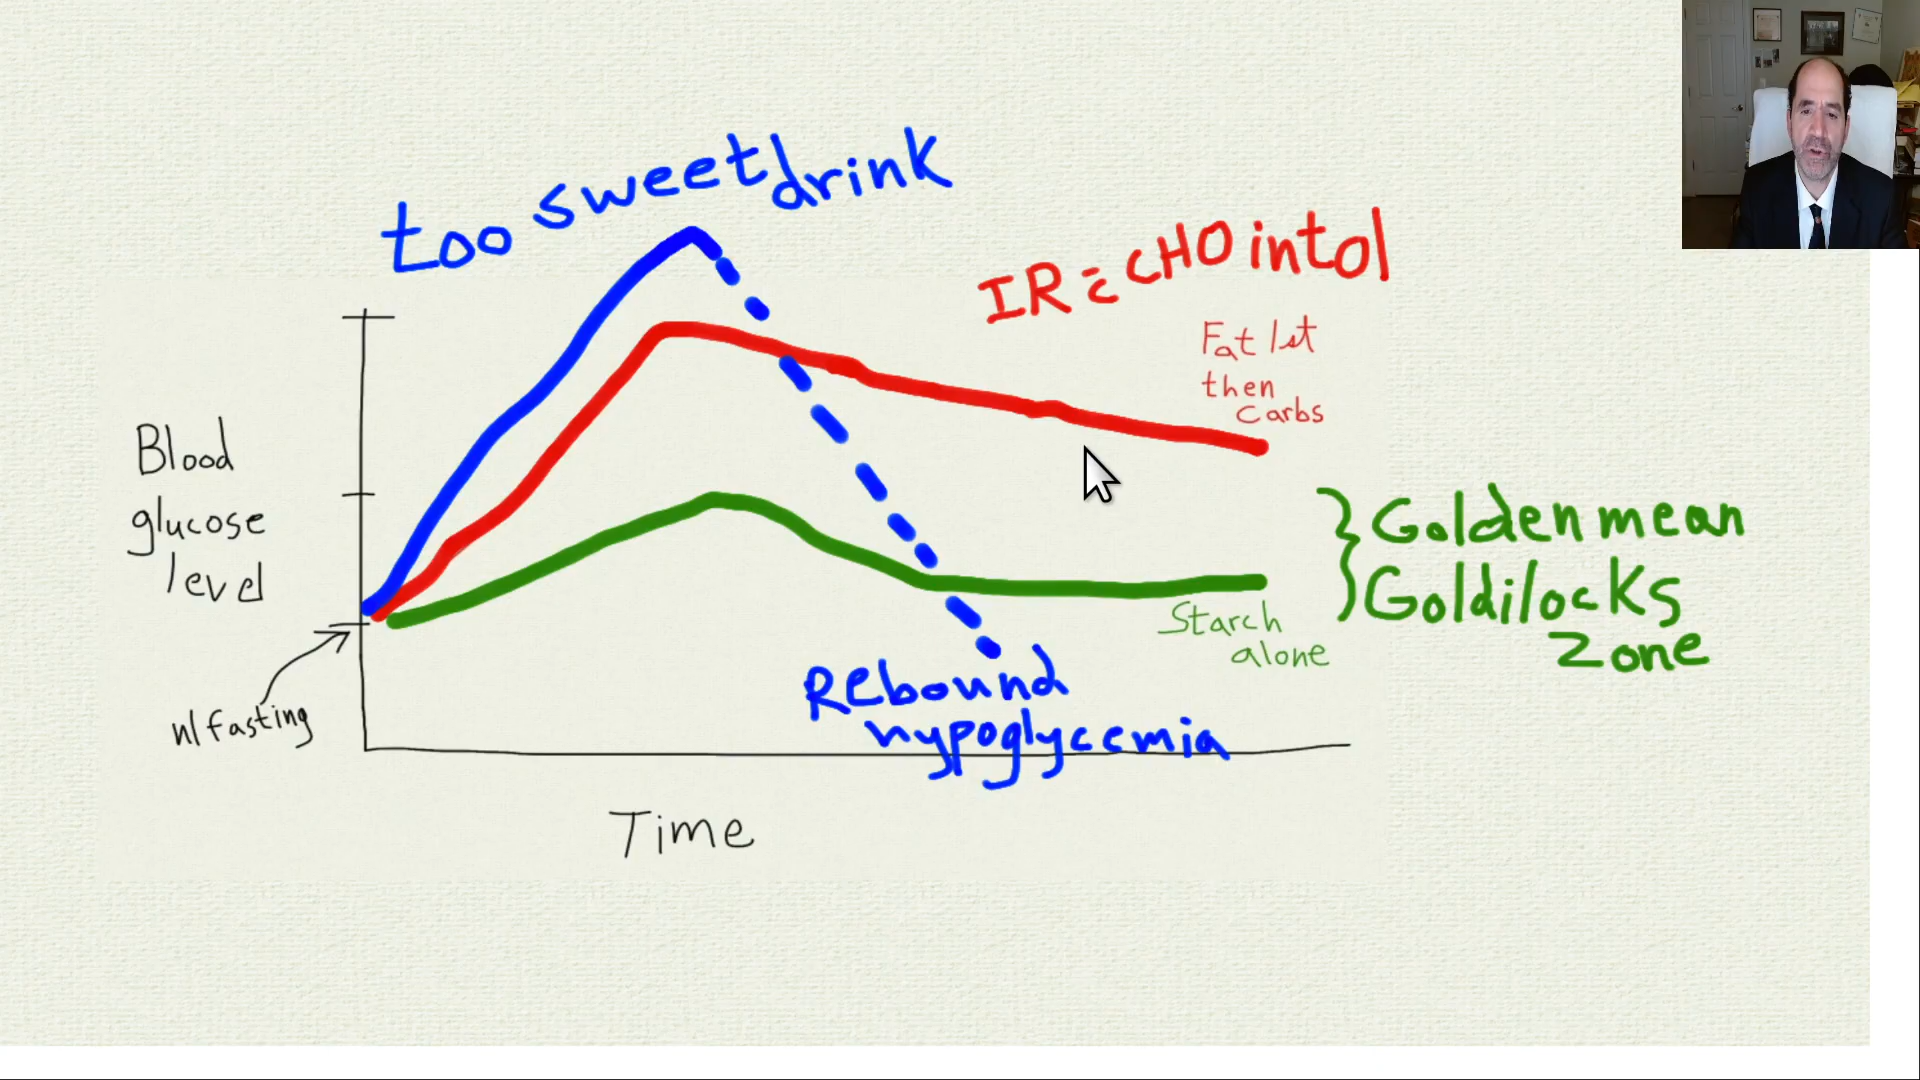 too sweet drink
IR c̄ CHO intol
Fat 1st
then
carbs
Blood
glucose
level
} Golden mean
Goldilocks
Zone
Starch
alone
Rebound
hypoglycemia
nl fasting
Time